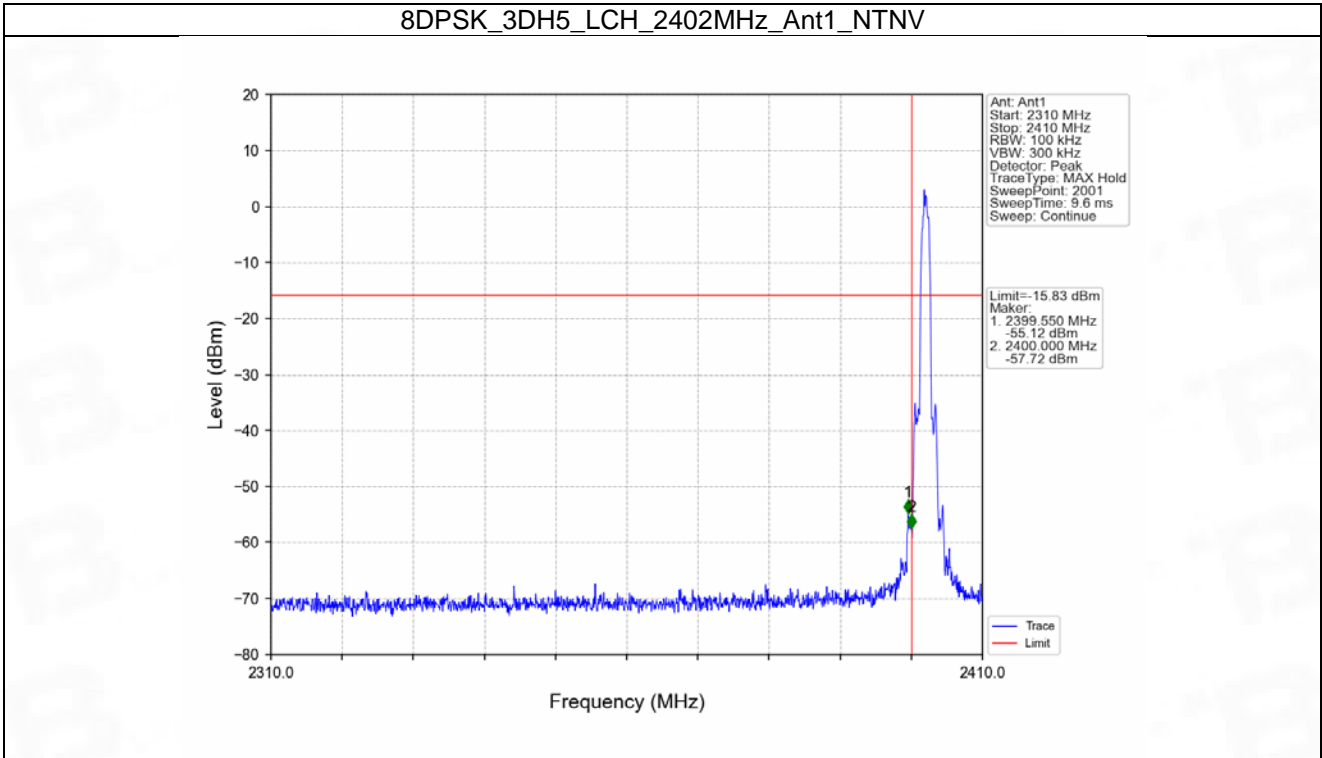 8DPSK_3DH5_LCH_2402MHz_Ant1_NTNV
20
10
0
−10
−20
−30
−40
−50
−60
−70
−80
Level (dBm)
2310.0
2410.0
Frequency (MHz)
1
2
Ant: Ant1
Start: 2310 MHz
Stop: 2410 MHz
RBW: 100 kHz
VBW: 300 kHz
Detector: Peak
TraceType: MAX Hold
SweepPoint: 2001
SweepTime: 9.6 ms
Sweep: Continue
Limit=-15.83 dBm
Maker:
1. 2399.550 MHz
-55.12 dBm
2. 2400.000 MHz
-57.72 dBm
Trace
Limit